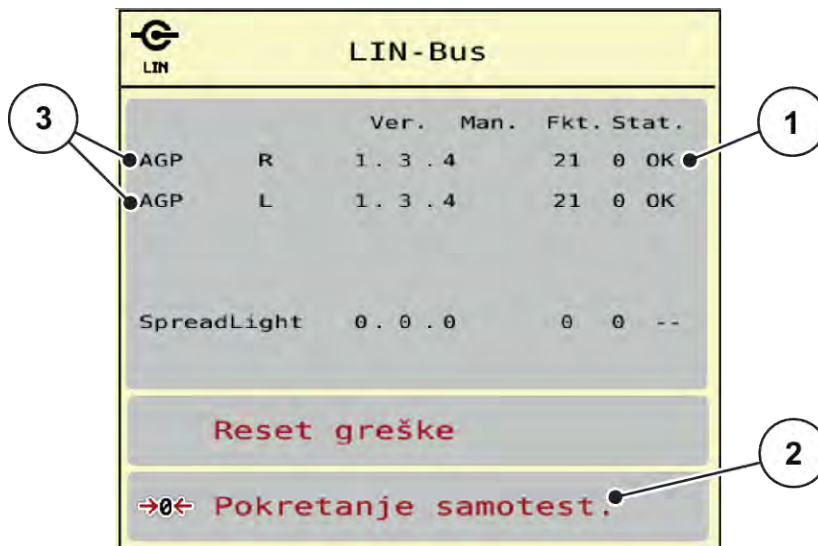 LIN LIN-Bus
Ver. Man. Fkt. Stat.
3 1
AGP R 1.3.4 21 0 OK
AGP L 1.3.4 21 0 OK
SpreadLight 0.0.0 0 0 --
Reset greške
2
→0← Pokretanje samotest.